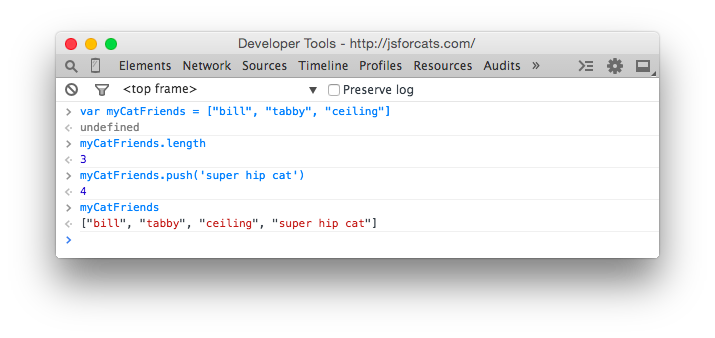 Developer Tools - http://jsforcats.com/
Elements Network Sources Timeline Profiles Resources Audits »
<top frame> ▼ Preserve log
> var myCatFriends = ["bill", "tabby", "ceiling"]
< undefined
> myCatFriends.length
< 3
> myCatFriends.push('super hip cat')
< 4
> myCatFriends
< ["bill", "tabby", "ceiling", "super hip cat"]
>